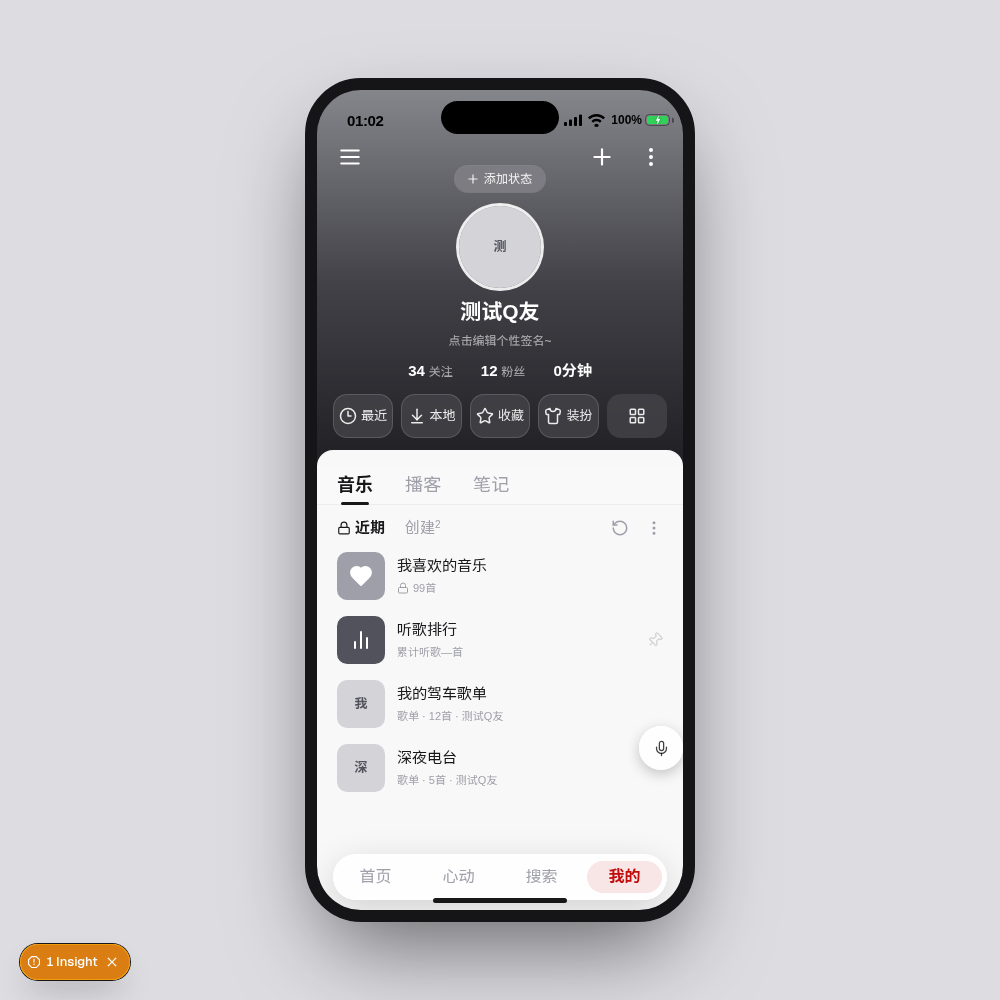 01:02 100%
添加状态
测
测试Q友
点击编辑个性签名~
34 关注 12 粉丝 0分钟
最近 本地 收藏 装扮
音乐 播客 笔记
近期 创建2
我喜欢的音乐
99首
听歌排行
累计听歌—首
我
我的驾车歌单
歌单 · 12首 · 测试Q友
深
深夜电台
歌单 · 5首 · 测试Q友
首页 心动 搜索 我的
1 Insight